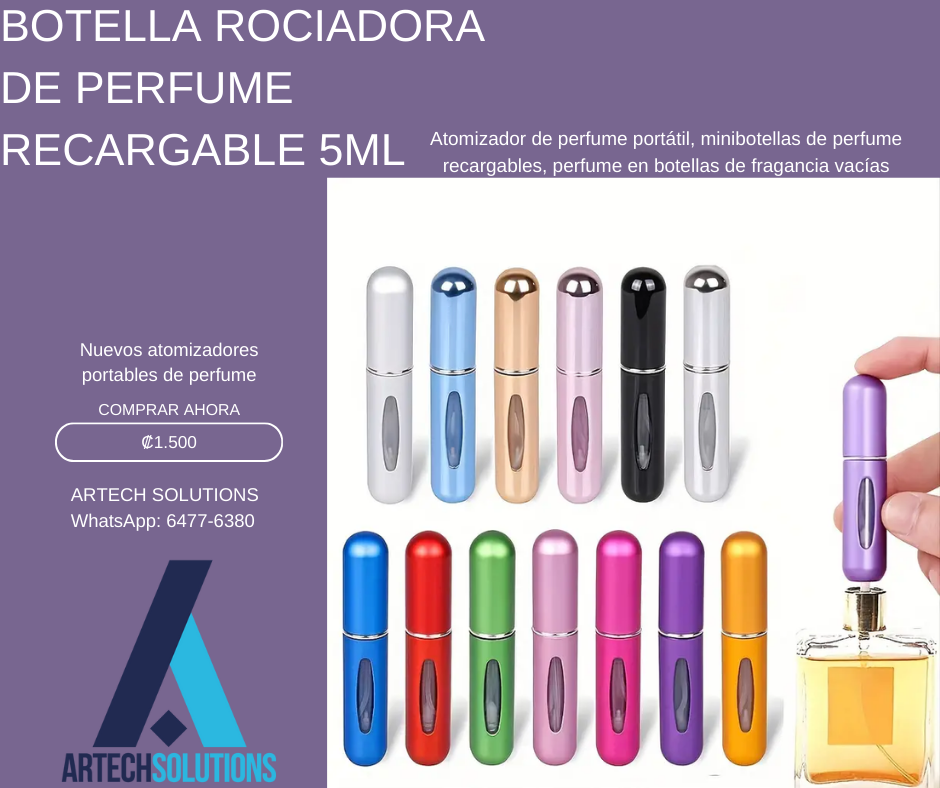 BOTELLA ROCIADORA
DE PERFUME
RECARGABLE 5ML
Atomizador de perfume portátil, minibotellas de perfume
recargables, perfume en botellas de fragancia vacías
Nuevos atomizadores
portables de perfume
COMPRAR AHORA
₡1.500
ARTECH SOLUTIONS
WhatsApp: 6477-6380
ARTECHSOLUTIONS